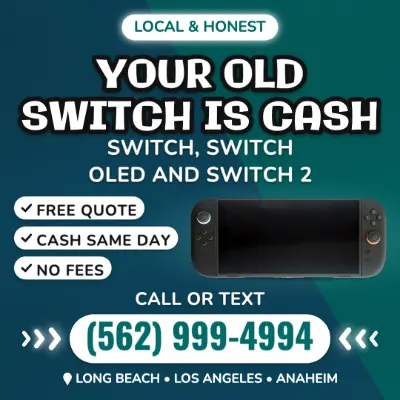 LOCAL & HONEST
YOUR OLD
SWITCH IS CASH
SWITCH, SWITCH
OLED AND SWITCH 2
FREE QUOTE
CASH SAME DAY
NO FEES
CALL OR TEXT
(562) 999-4994
LONG BEACH • LOS ANGELES • ANAHEIM